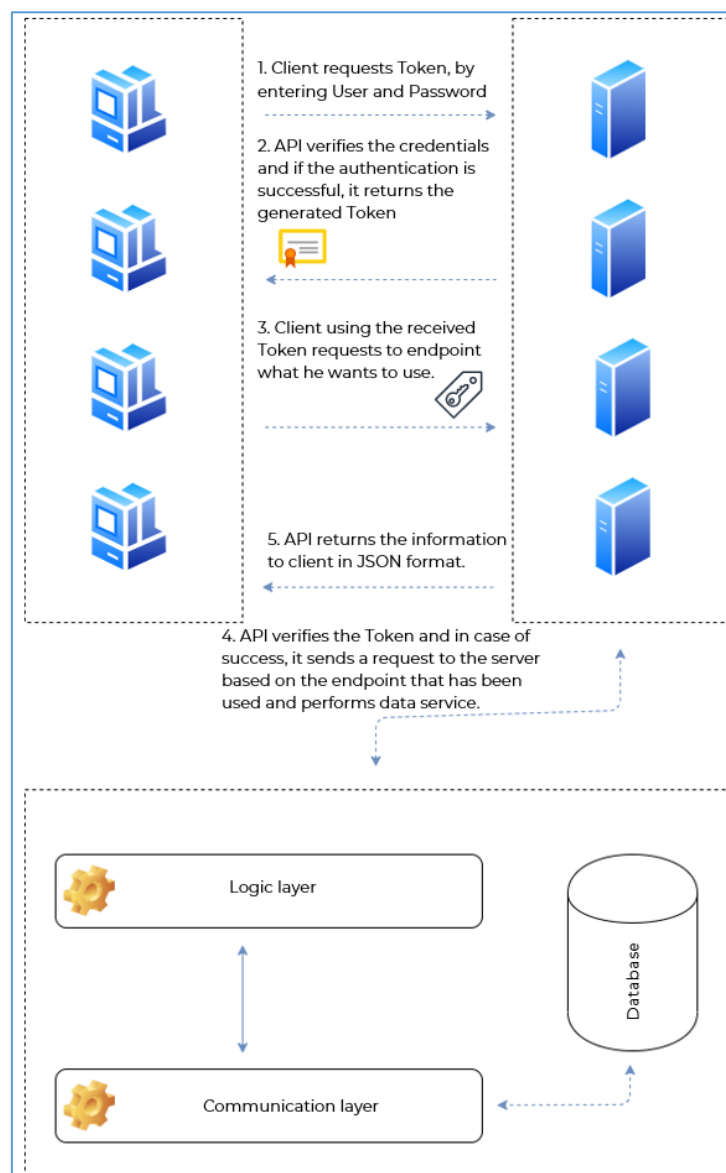 1. Client requests Token, by
entering User and Password
2. API verifies the credentials
and if the authentication is
successful, it returns the
generated Token
3. Client using the received
Token requests to endpoint
what he wants to use.
5. API returns the information
to client in JSON format.
4. API verifies the Token and in case of
success, it sends a request to the server
based on the endpoint that has been
used and performs data service.
Logic layer
Database
Communication layer